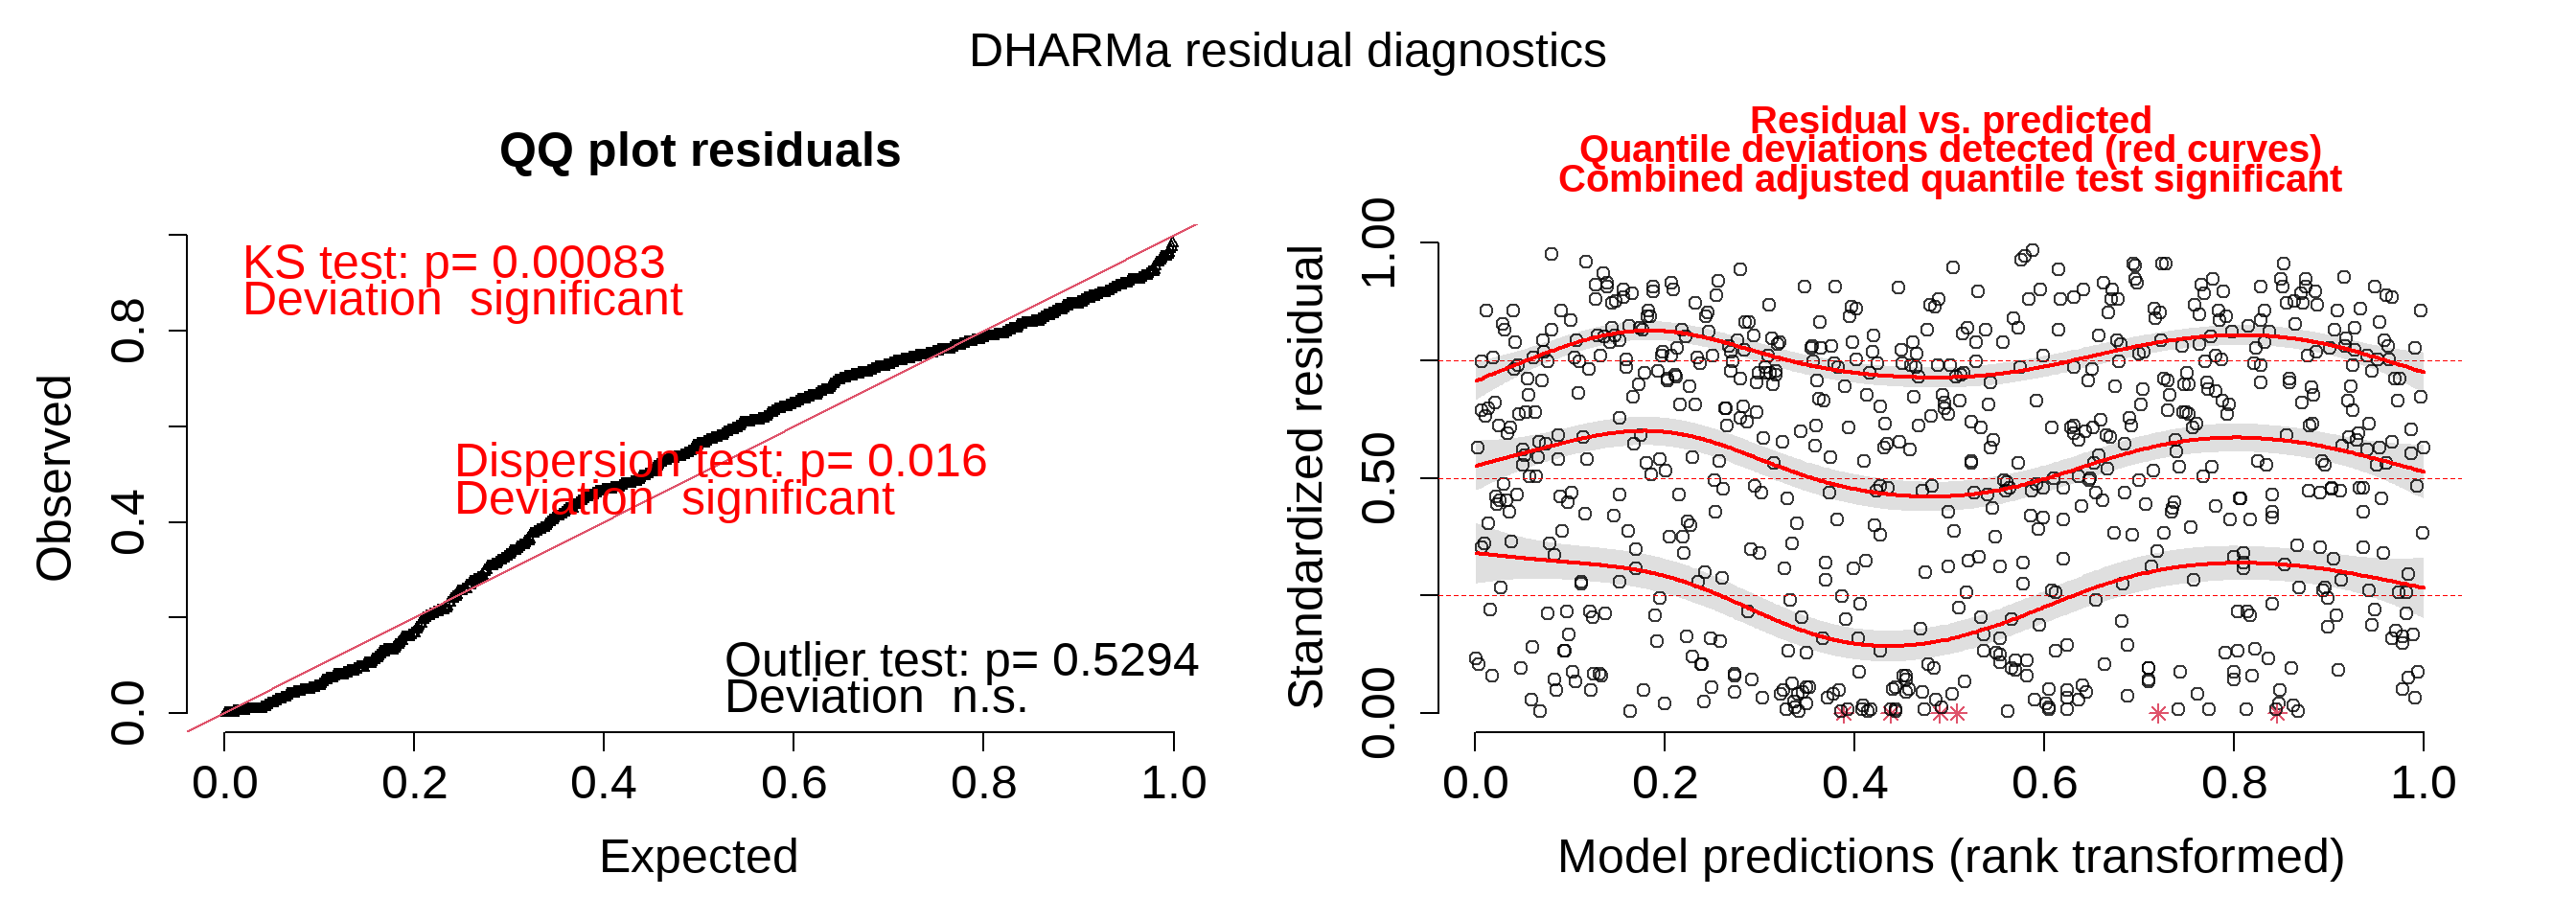 DHARMa residual diagnostics
QQ plot residuals
KS test: p= 0.00083
Deviation significant
Dispersion test: p= 0.016
Deviation significant
Outlier test: p= 0.5294
Deviation n.s.
Observed
0.0
0.4
0.8
0.0 0.2 0.4 0.6 0.8 1.0
Expected
Residual vs. predicted
Quantile deviations detected (red curves)
Combined adjusted quantile test significant
Standardized residual
0.00
0.50
1.00
0.0 0.2 0.4 0.6 0.8 1.0
Model predictions (rank transformed)